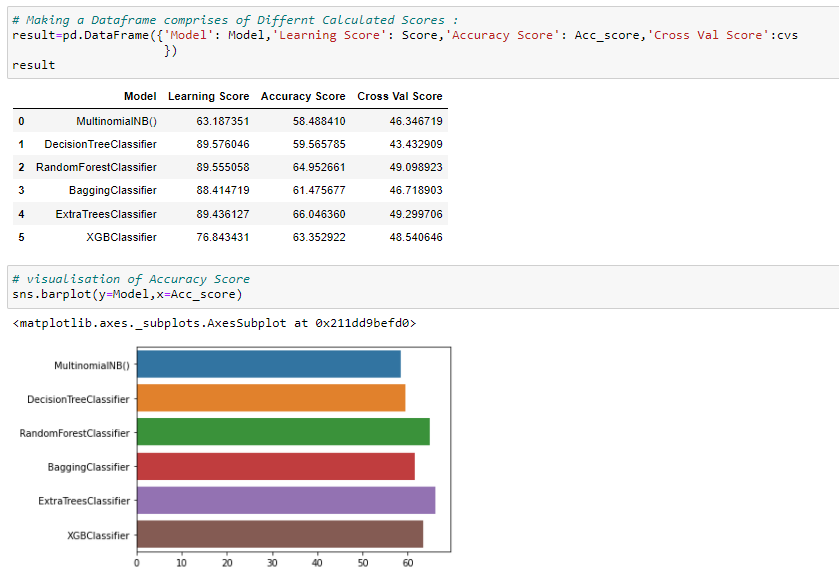 # Making a Dataframe comprises of Differnt Calculated Scores :
result=pd.DataFrame({'Model': Model,'Learning Score': Score,'Accuracy Score': Acc_score,'Cross Val Score':cvs
})
result
Model Learning Score Accuracy Score Cross Val Score
0 MultinomialNB() 63.187351 58.488410 46.346719
1 DecisionTreeClassifier 89.576046 59.565785 43.432909
2 RandomForestClassifier 89.555058 64.952661 49.098923
3 BaggingClassifier 88.414719 61.475677 46.718903
4 ExtraTreesClassifier 89.436127 66.046360 49.299706
5 XGBClassifier 76.843431 63.352922 48.540646
# visualisation of Accuracy Score
sns.barplot(y=Model,x=Acc_score)
<matplotlib.axes._subplots.AxesSubplot at 0x211dd9befd0>
MultinomialNB()
DecisionTreeClassifier
RandomForestClassifier
BaggingClassifier
ExtraTreesClassifier
XGBClassifier
0 10 20 30 40 50 60